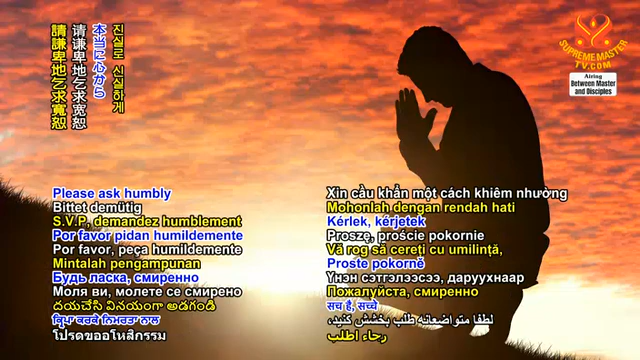 진실로 신실하게
本当に心から
请谦卑地乞求宽恕
請謙卑地乞求寬恕
SUPREME MASTER
TV.COM
Airing
Between Master
and Disciples
Please ask humbly
Bittet demütig
S.V.P, demandez humblement
Por favor pidan humildemente
Por favor, peça humildemente
Mintalah pengampunan
Будь ласка, смиренно
Моля ви, молете се смирено
దయచేసి వినయంగా అడగండి
ਕ੍ਰਿਪਾ ਕਰਕੇ ਨਿਮਰਤਾ ਨਾਲ
โปรดขออโหสิกรรม
Xin cầu khẩn một cách khiêm nhường
Mohonlah dengan rendah hati
Kérlek, kérjetek
Proszę, proście pokornie
Vă rog să cereți cu umilință,
Proste pokorně
Үнэн сэтгэлээсээ, даруухнаар
Пожалуйста, смиренно
सच है, सच्चे
لطفا متواضعانه طلب بخشش کنید،
رجاء اطلب